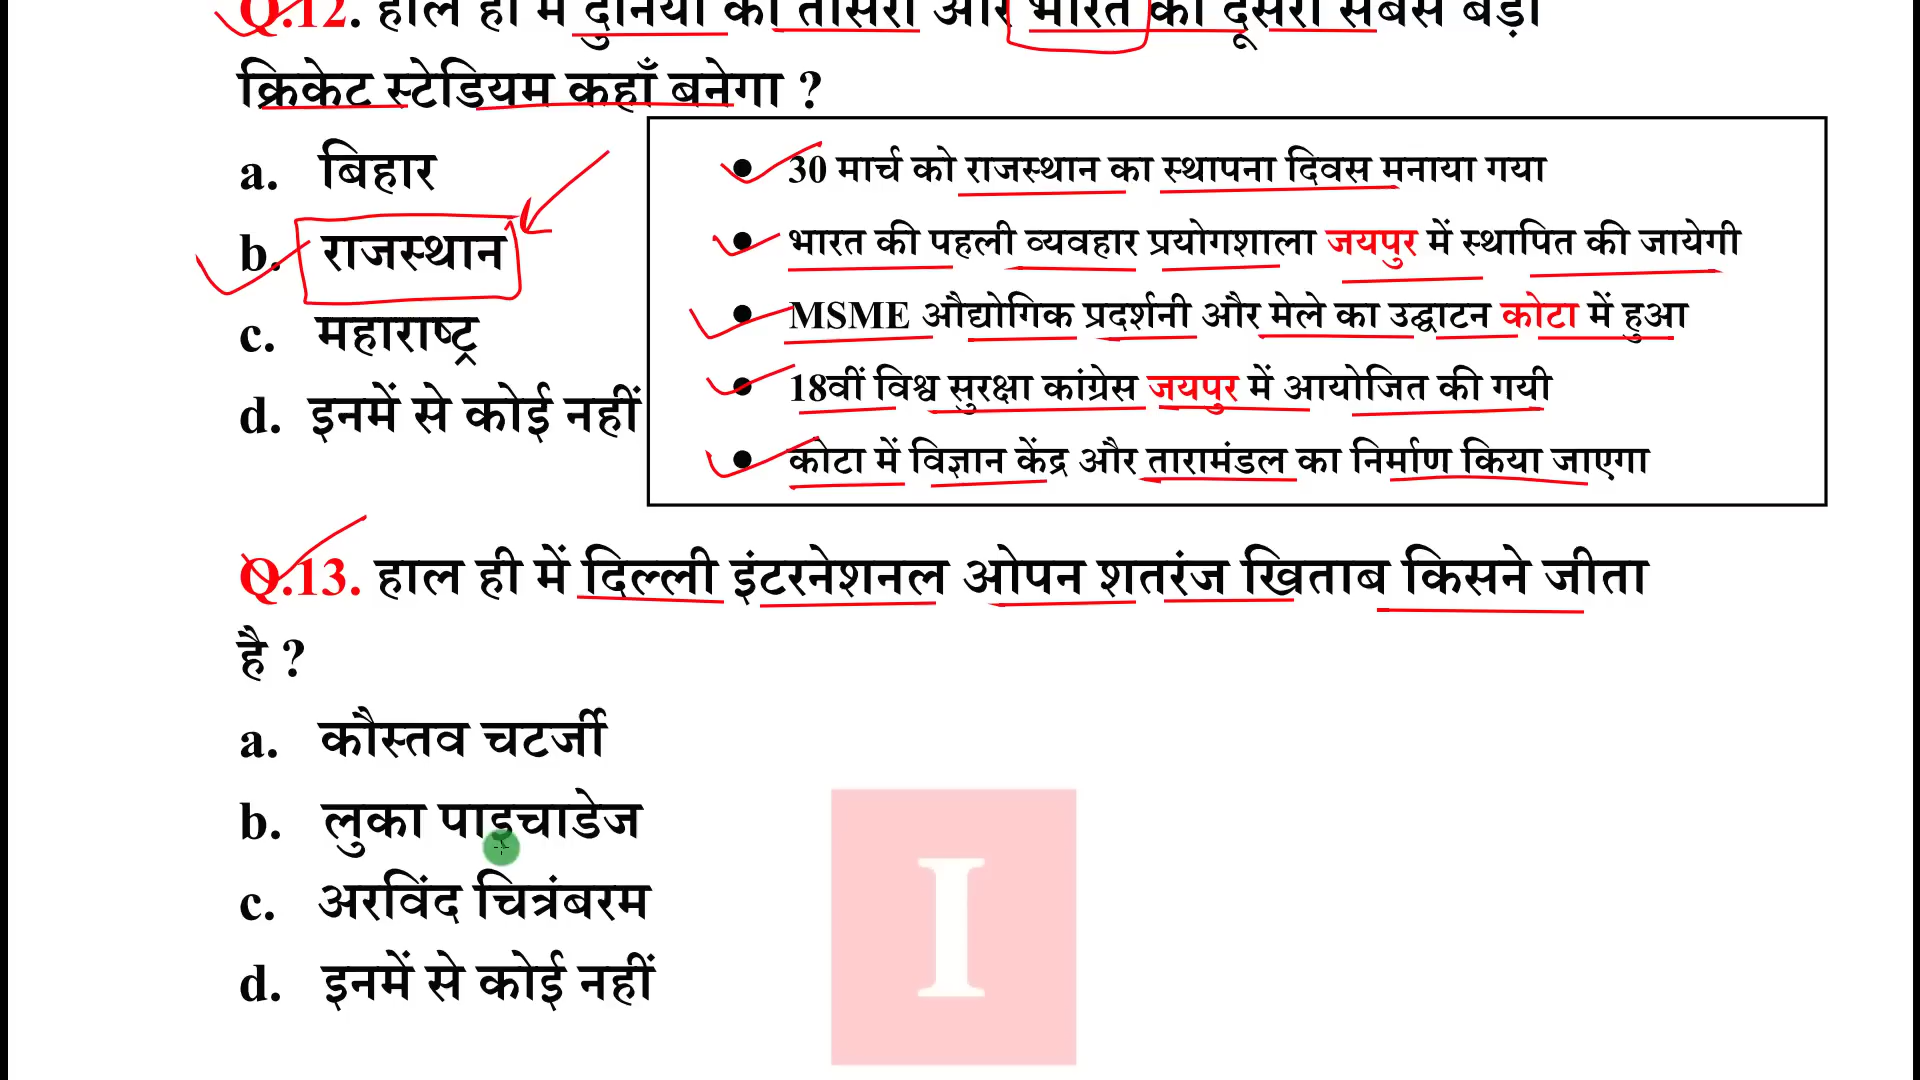 Q.12. हाल ही में दुनिया का तीसरा और भारत का दूसरा सबसे बड़ा
क्रिकेट स्टेडियम कहाँ बनेगा ?
a. बिहार
b. राजस्थान
c. महाराष्ट्र
d. इनमें से कोई नहीं
● 30 मार्च को राजस्थान का स्थापना दिवस मनाया गया
● भारत की पहली व्यवहार प्रयोगशाला जयपुर में स्थापित की जायेगी
● MSME औद्योगिक प्रदर्शनी और मेले का उद्घाटन कोटा में हुआ
● 18वीं विश्व सुरक्षा कांग्रेस जयपुर में आयोजित की गयी
● कोटा में विज्ञान केंद्र और तारामंडल का निर्माण किया जाएगा
Q.13. हाल ही में दिल्ली इंटरनेशनल ओपन शतरंज खिताब किसने जीता
है ?
a. कौस्तव चटर्जी
b. लुका पाइचाडेज
c. अरविंद चित्रंबरम
d. इनमें से कोई नहीं
I